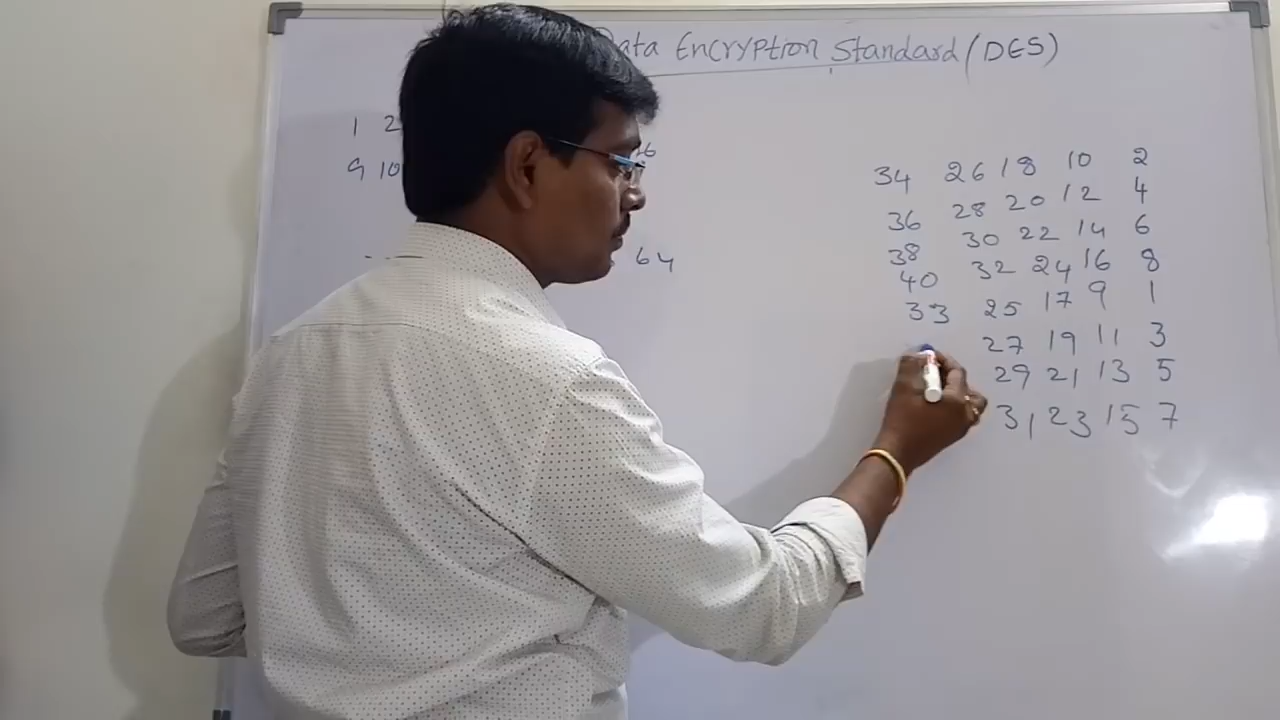 Data Encryption Standard (DES)
1 2
9 10 16
64
34 26 18 10 2
36 28 20 12 4
38 30 22 14 6
40 32 24 16 8
33 25 17 9 1
27 19 11 3
29 21 13 5
31 23 15 7